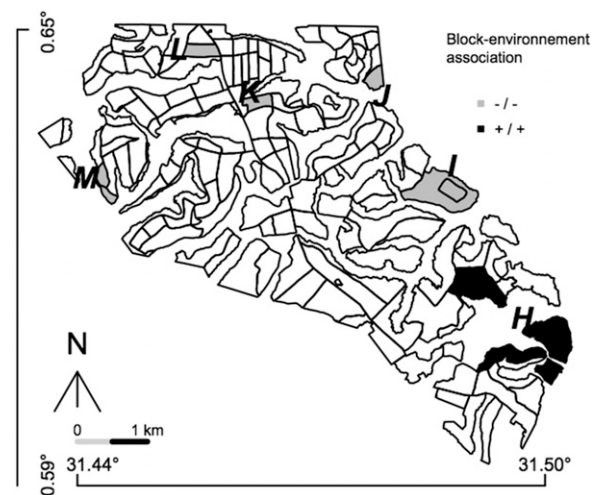 0.65°
L
K
J
I
M
H
Block-environnement
association
- / -
+ / +
N
0 1 km
31.44° 31.50°
0.59°